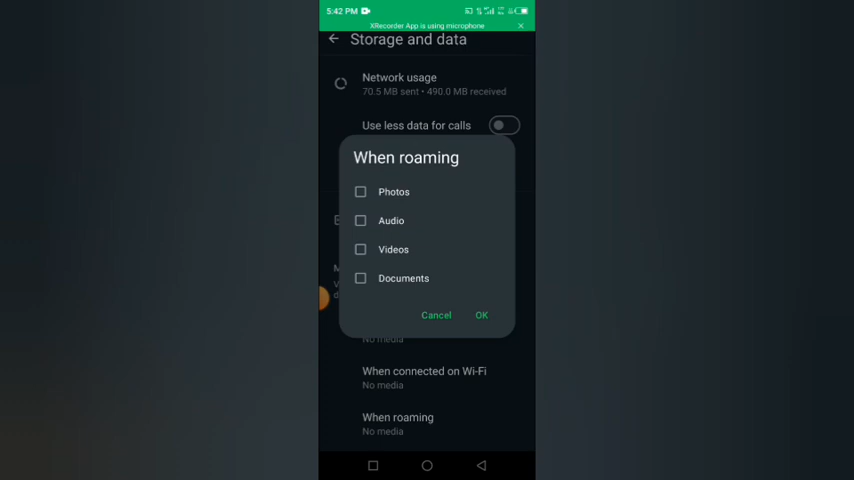 5:42 PM
XRecorder App is using microphone
Storage and data
Network usage
70.5 MB sent • 490.0 MB received
Use less data for calls
When roaming
Photos
Audio
Videos
Documents
Cancel OK
No media
When connected on Wi-Fi
No media
When roaming
No media